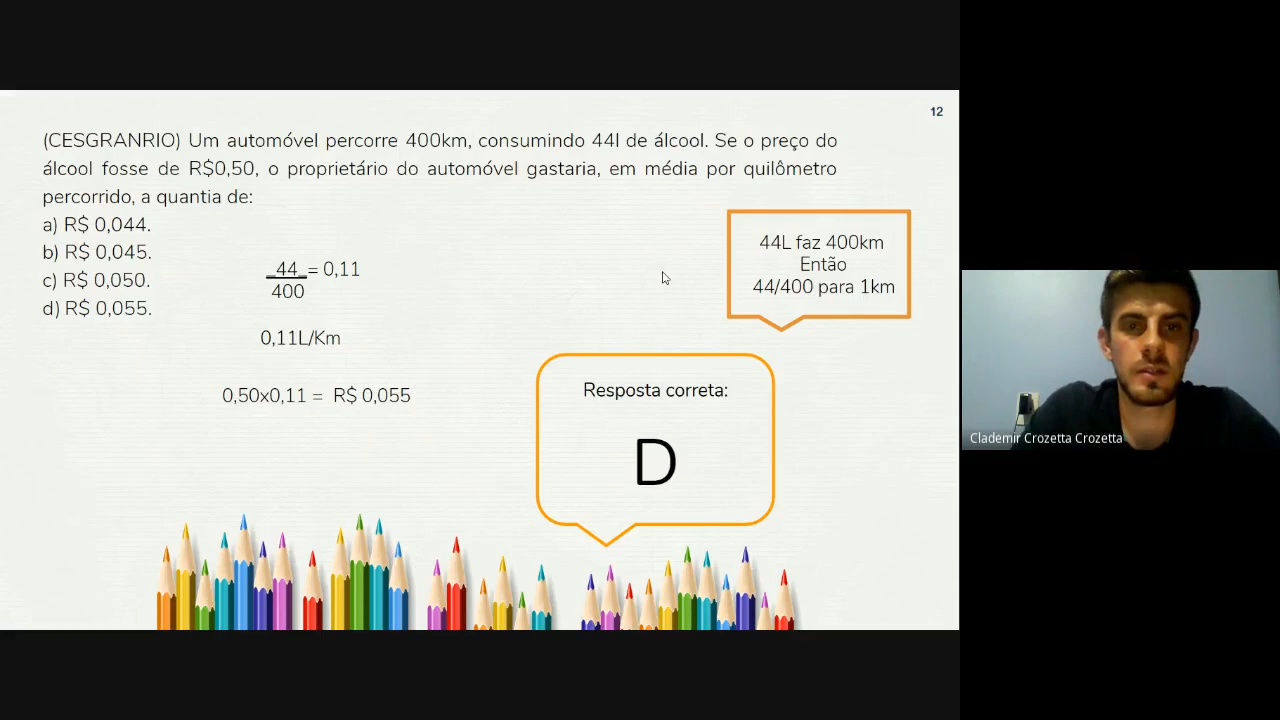 12
(CESGRANRIO) Um automóvel percorre 400km, consumindo 44l de álcool. Se o preço do
álcool fosse de R$0,50, o proprietário do automóvel gastaria, em média por quilômetro
percorrido, a quantia de:
a) R$ 0,044.
b) R$ 0,045.
c) R$ 0,050.
d) R$ 0,055.
_44_= 0,11
400
0,11L/Km
0,50x0,11 = R$ 0,055
44L faz 400km
Então
44/400 para 1km
Resposta correta:
D
Clademir Crozetta Crozetta